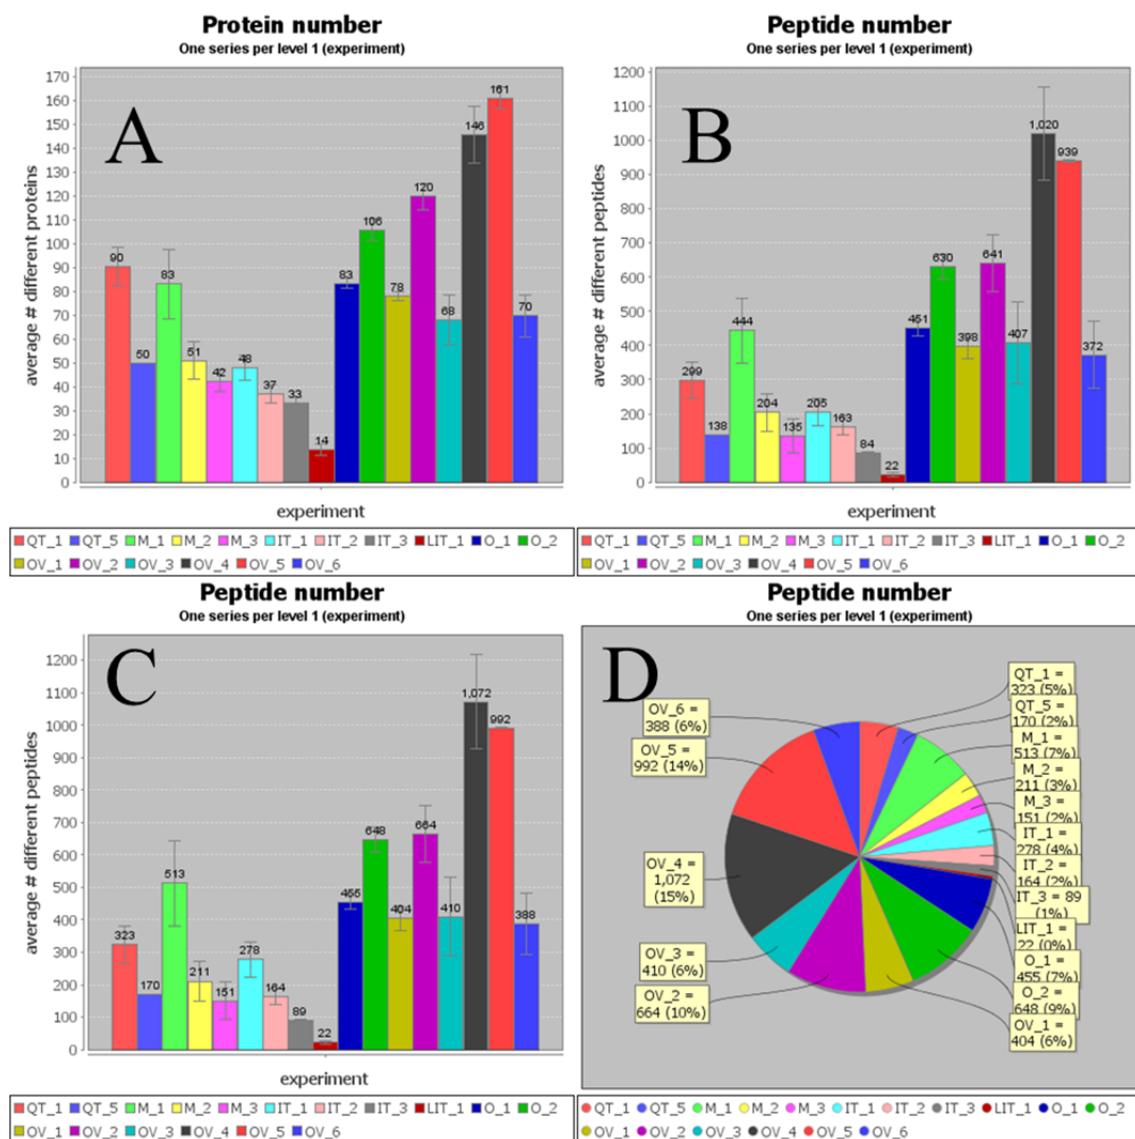 Protein number
One series per level 1 (experiment)
A
average # different proteins
170
160
150
140
130
120
110
100
90
80
70
60
50
40
30
20
10
0
90
50
83
51
42
48
37
33
14
83
106
78
120
68
146
161
70
experiment
QT_1 QT_5 M_1 M_2 M_3 IT_1 IT_2 IT_3 LIT_1 O_1 O_2
OV_1 OV_2 OV_3 OV_4 OV_5 OV_6
Peptide number
One series per level 1 (experiment)
B
average # different peptides
1200
1100
1000
900
800
700
600
500
400
300
200
100
0
299
138
444
204
135
205
163
84
22
451
630
398
641
407
1,020
939
372
experiment
QT_1 QT_5 M_1 M_2 M_3 IT_1 IT_2 IT_3 LIT_1 O_1 O_2
OV_1 OV_2 OV_3 OV_4 OV_5 OV_6
Peptide number
One series per level 1 (experiment)
C
average # different peptides
1200
1100
1000
900
800
700
600
500
400
300
200
100
0
323
170
513
211
151
278
164
89
22
455
648
404
664
410
1,072
992
388
experiment
QT_1 QT_5 M_1 M_2 M_3 IT_1 IT_2 IT_3 LIT_1 O_1 O_2
OV_1 OV_2 OV_3 OV_4 OV_5 OV_6
Peptide number
One series per level 1 (experiment)
D
QT_1 =
323 (5%)
QT_5 =
170 (2%)
M_1 =
513 (7%)
M_2 =
211 (3%)
M_3 =
151 (2%)
IT_1 =
278 (4%)
IT_2 =
164 (2%)
IT_3 = 89
(1%)
LIT_1 =
22 (0%)
O_1 =
455 (7%)
O_2 =
648 (9%)
OV_1 =
404 (6%)
OV_2 =
664 (10%)
OV_3 =
410 (6%)
OV_4 =
1,072
(15%)
OV_5 =
992 (14%)
OV_6 =
388 (6%)
QT_1 QT_5 M_1 M_2 M_3 IT_1 IT_2 IT_3 LIT_1 O_1 O_2
OV_1 OV_2 OV_3 OV_4 OV_5 OV_6